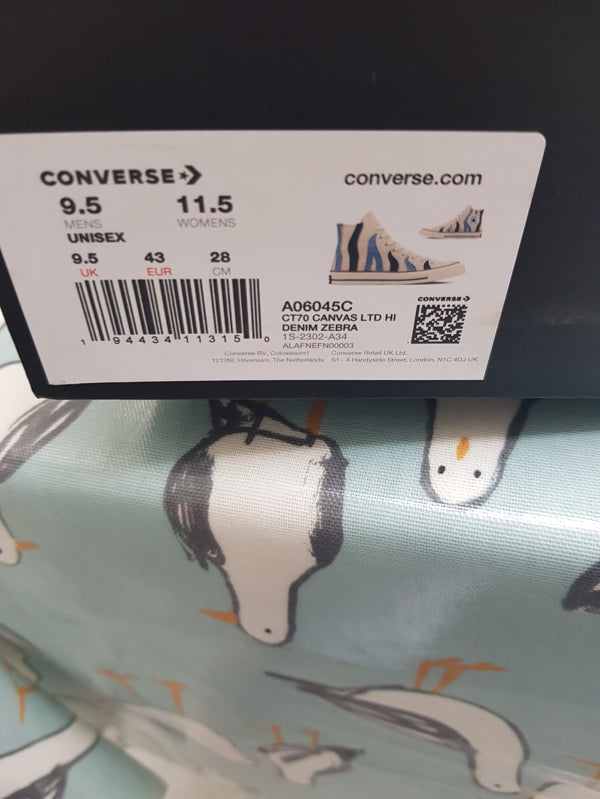 CONVERSE
converse.com
9.5 11.5
MENS WOMENS
UNISEX
9.5 43 28
UK EUR CM
1 94434 11315 0
A06045C
CT70 CANVAS LTD HI
DENIM ZEBRA
1S-2302-A34
ALAFNEFN00003
CONVERSE
Converse BV, Colosseum1 Converse Retail UK Ltd,
1213NL Hilversum, The Netherlands 51 - 4 Handyside Street, London, N1C 4DJ UK